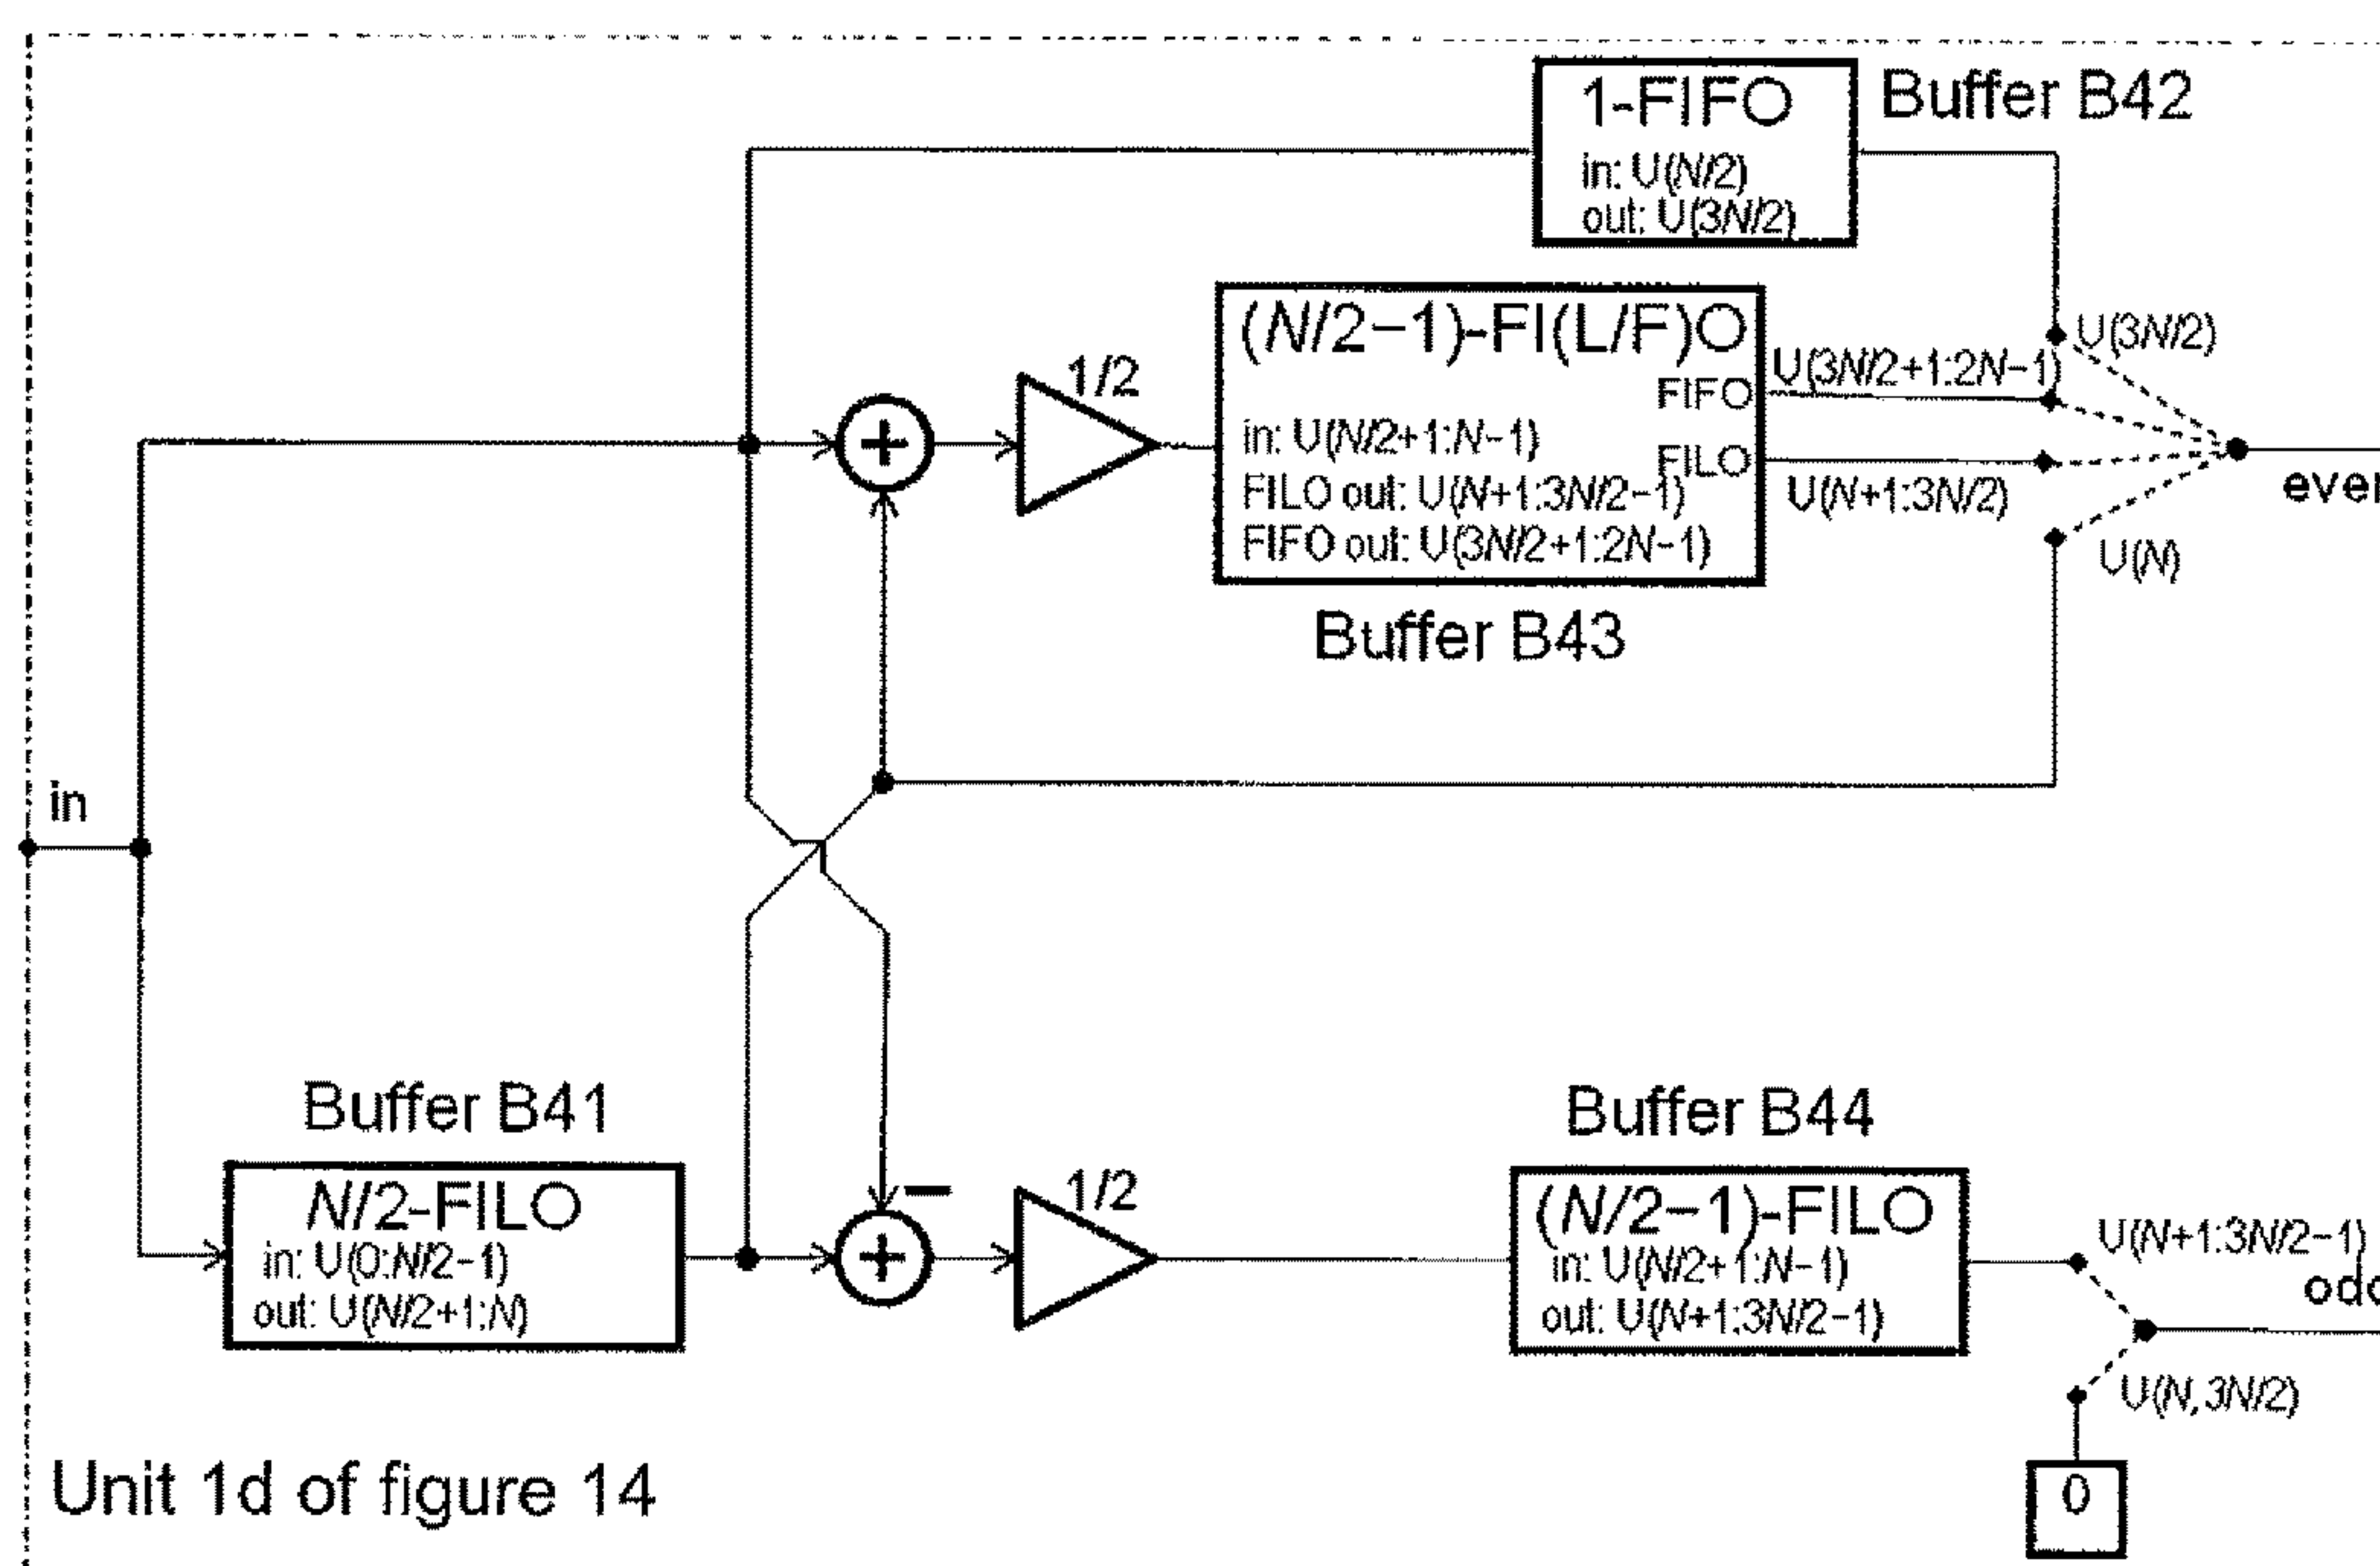 1-FIFO
in: U(N/2)
out: U(3N/2)
Buffer B42
(N/2−1)-FI(L/F)O
FIFO
in: U(N/2+1:N−1)
FILO
FILO out: U(N+1:3N/2−1)
FIFO out: U(3N/2+1:2N−1)
Buffer B43
1/2
+
U(3N/2)
U(3N/2+1:2N−1)
U(N+1:3N/2)
U(N)
ever
in
Buffer B41
N/2-FILO
in: U(0:N/2−1)
out: U(N/2+1:N)
−
+
1/2
Buffer B44
(N/2−1)-FILO
in: U(N/2+1:N−1)
out: U(N+1:3N/2−1)
U(N+1:3N/2−1)
odd
U(N,3N/2)
0
Unit 1d of figure 14